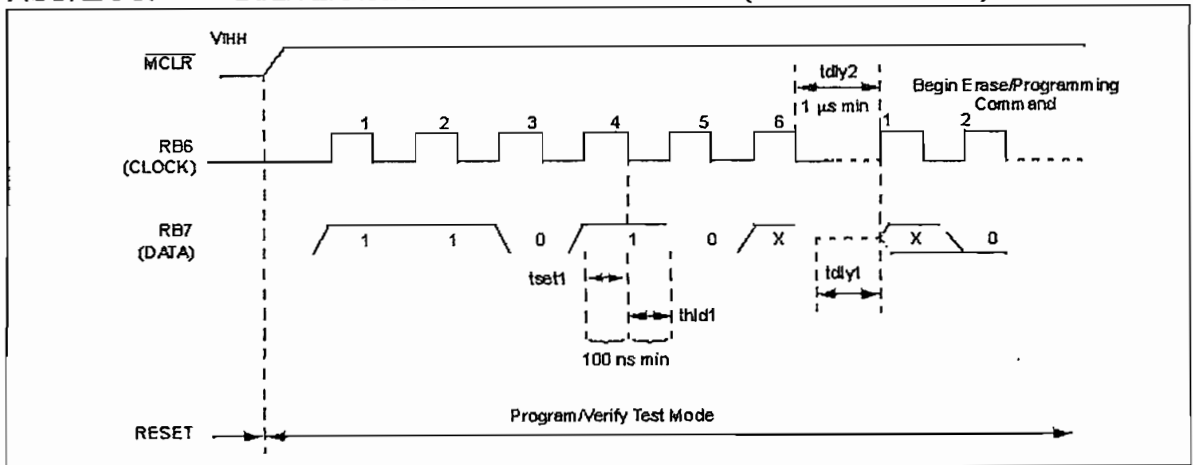 VIHH
MCLR
tdly2
1 µs min
Begin Erase/Programming
Command
1 2 3 4 5 6 1 2
RB6
(CLOCK)
RB7
(DATA)
1 1 0 1 0 X X 0
tset1
tdly1
thld1
100 ns min
Program/Verify Test Mode
RESET